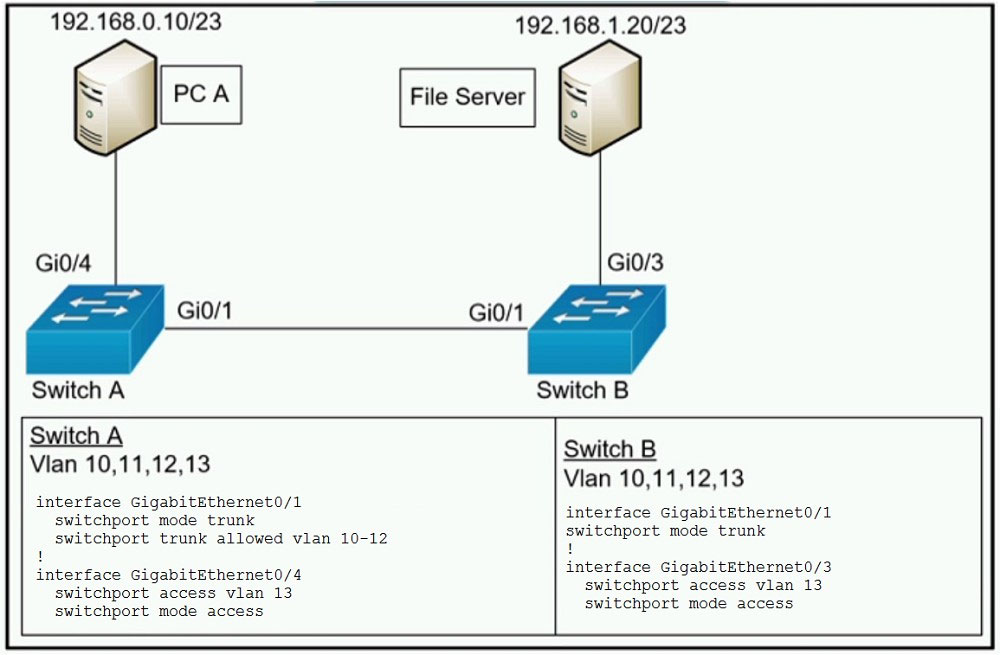 192.168.0.10/23
192.168.1.20/23
PC A
File Server
Gi0/4
Gi0/3
Gi0/1
Gi0/1
Switch A
Switch B
Switch A
Vlan 10,11,12,13
interface GigabitEthernet0/1
switchport mode trunk
switchport trunk allowed vlan 10-12
!
interface GigabitEthernet0/4
switchport access vlan 13
switchport mode access
Switch B
Vlan 10,11,12,13
interface GigabitEthernet0/1
switchport mode trunk
!
interface GigabitEthernet0/3
switchport access vlan 13
switchport mode access